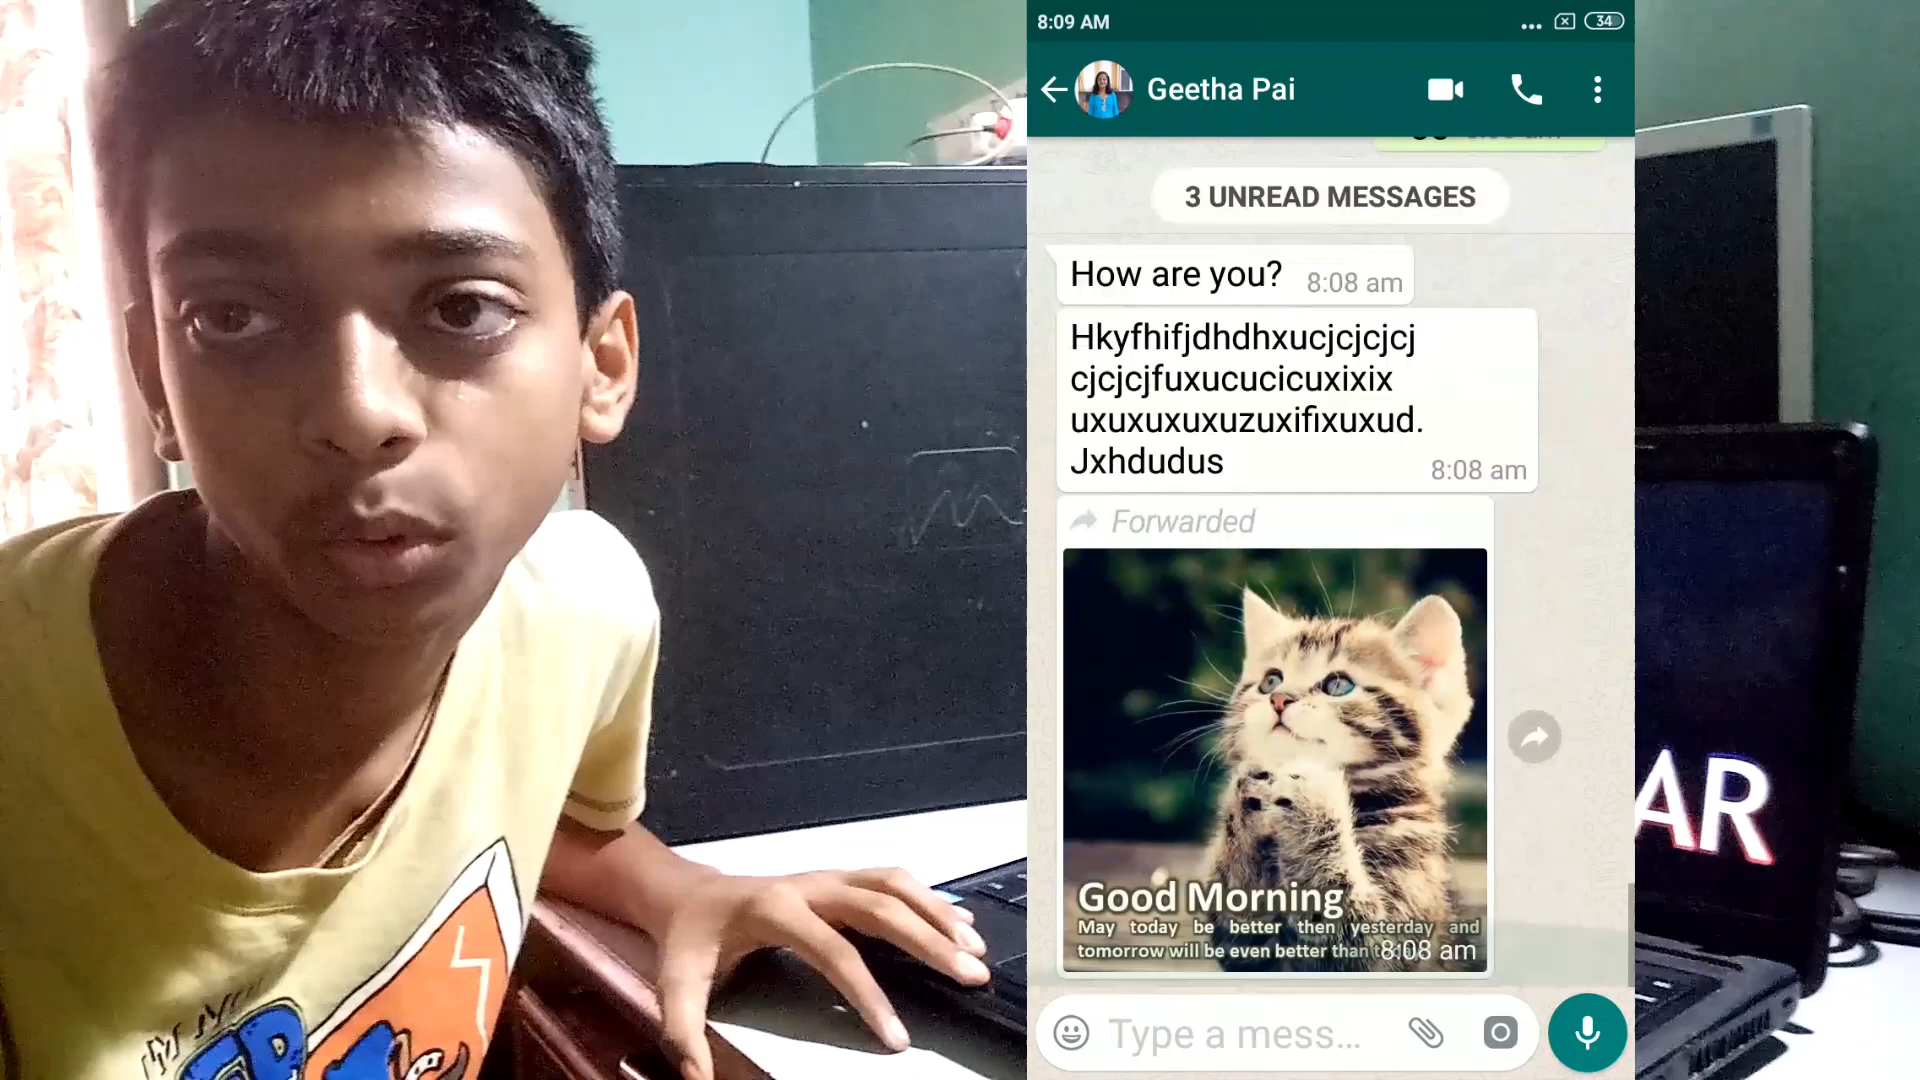 8:09 AM
34
Geetha Pai
3 UNREAD MESSAGES
How are you?
8:08 am
Hkyfhifjdhdhxucjcjcjcj
cjcjcjfuxucucicuxixix
uxuxuxuxuzuxifixuxud.
Jxhdudus
8:08 am
Forwarded
Good Morning
May today be better then yesterday and
tomorrow will be even better than
8:08 am
Type a mess...
AR